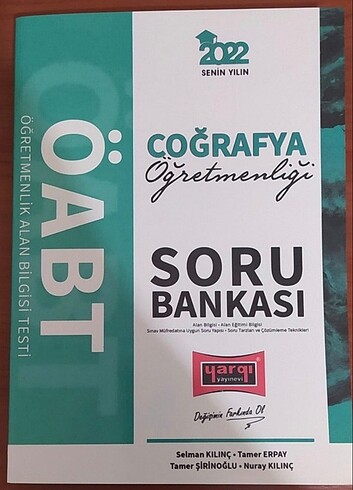 2022
SENİN YILIN
ÖABT
ÖĞRETMENLİK ALAN BİLGİSİ TESTİ
COĞRAFYA
Öğretmenliği
SORU
BANKASI
Alan Bilgisi - Alan Eğitimi Bilgisi
Sınav Müfredatına Uygun Soru Yapısı - Soru Tarzları ve Çözümleme Teknikleri
yargı
yayınevi
Değişimin Farkında Ol
Selman KILINÇ • Tamer ERPAY
Tamer ŞİRİNOĞLU • Nuray KILINÇ